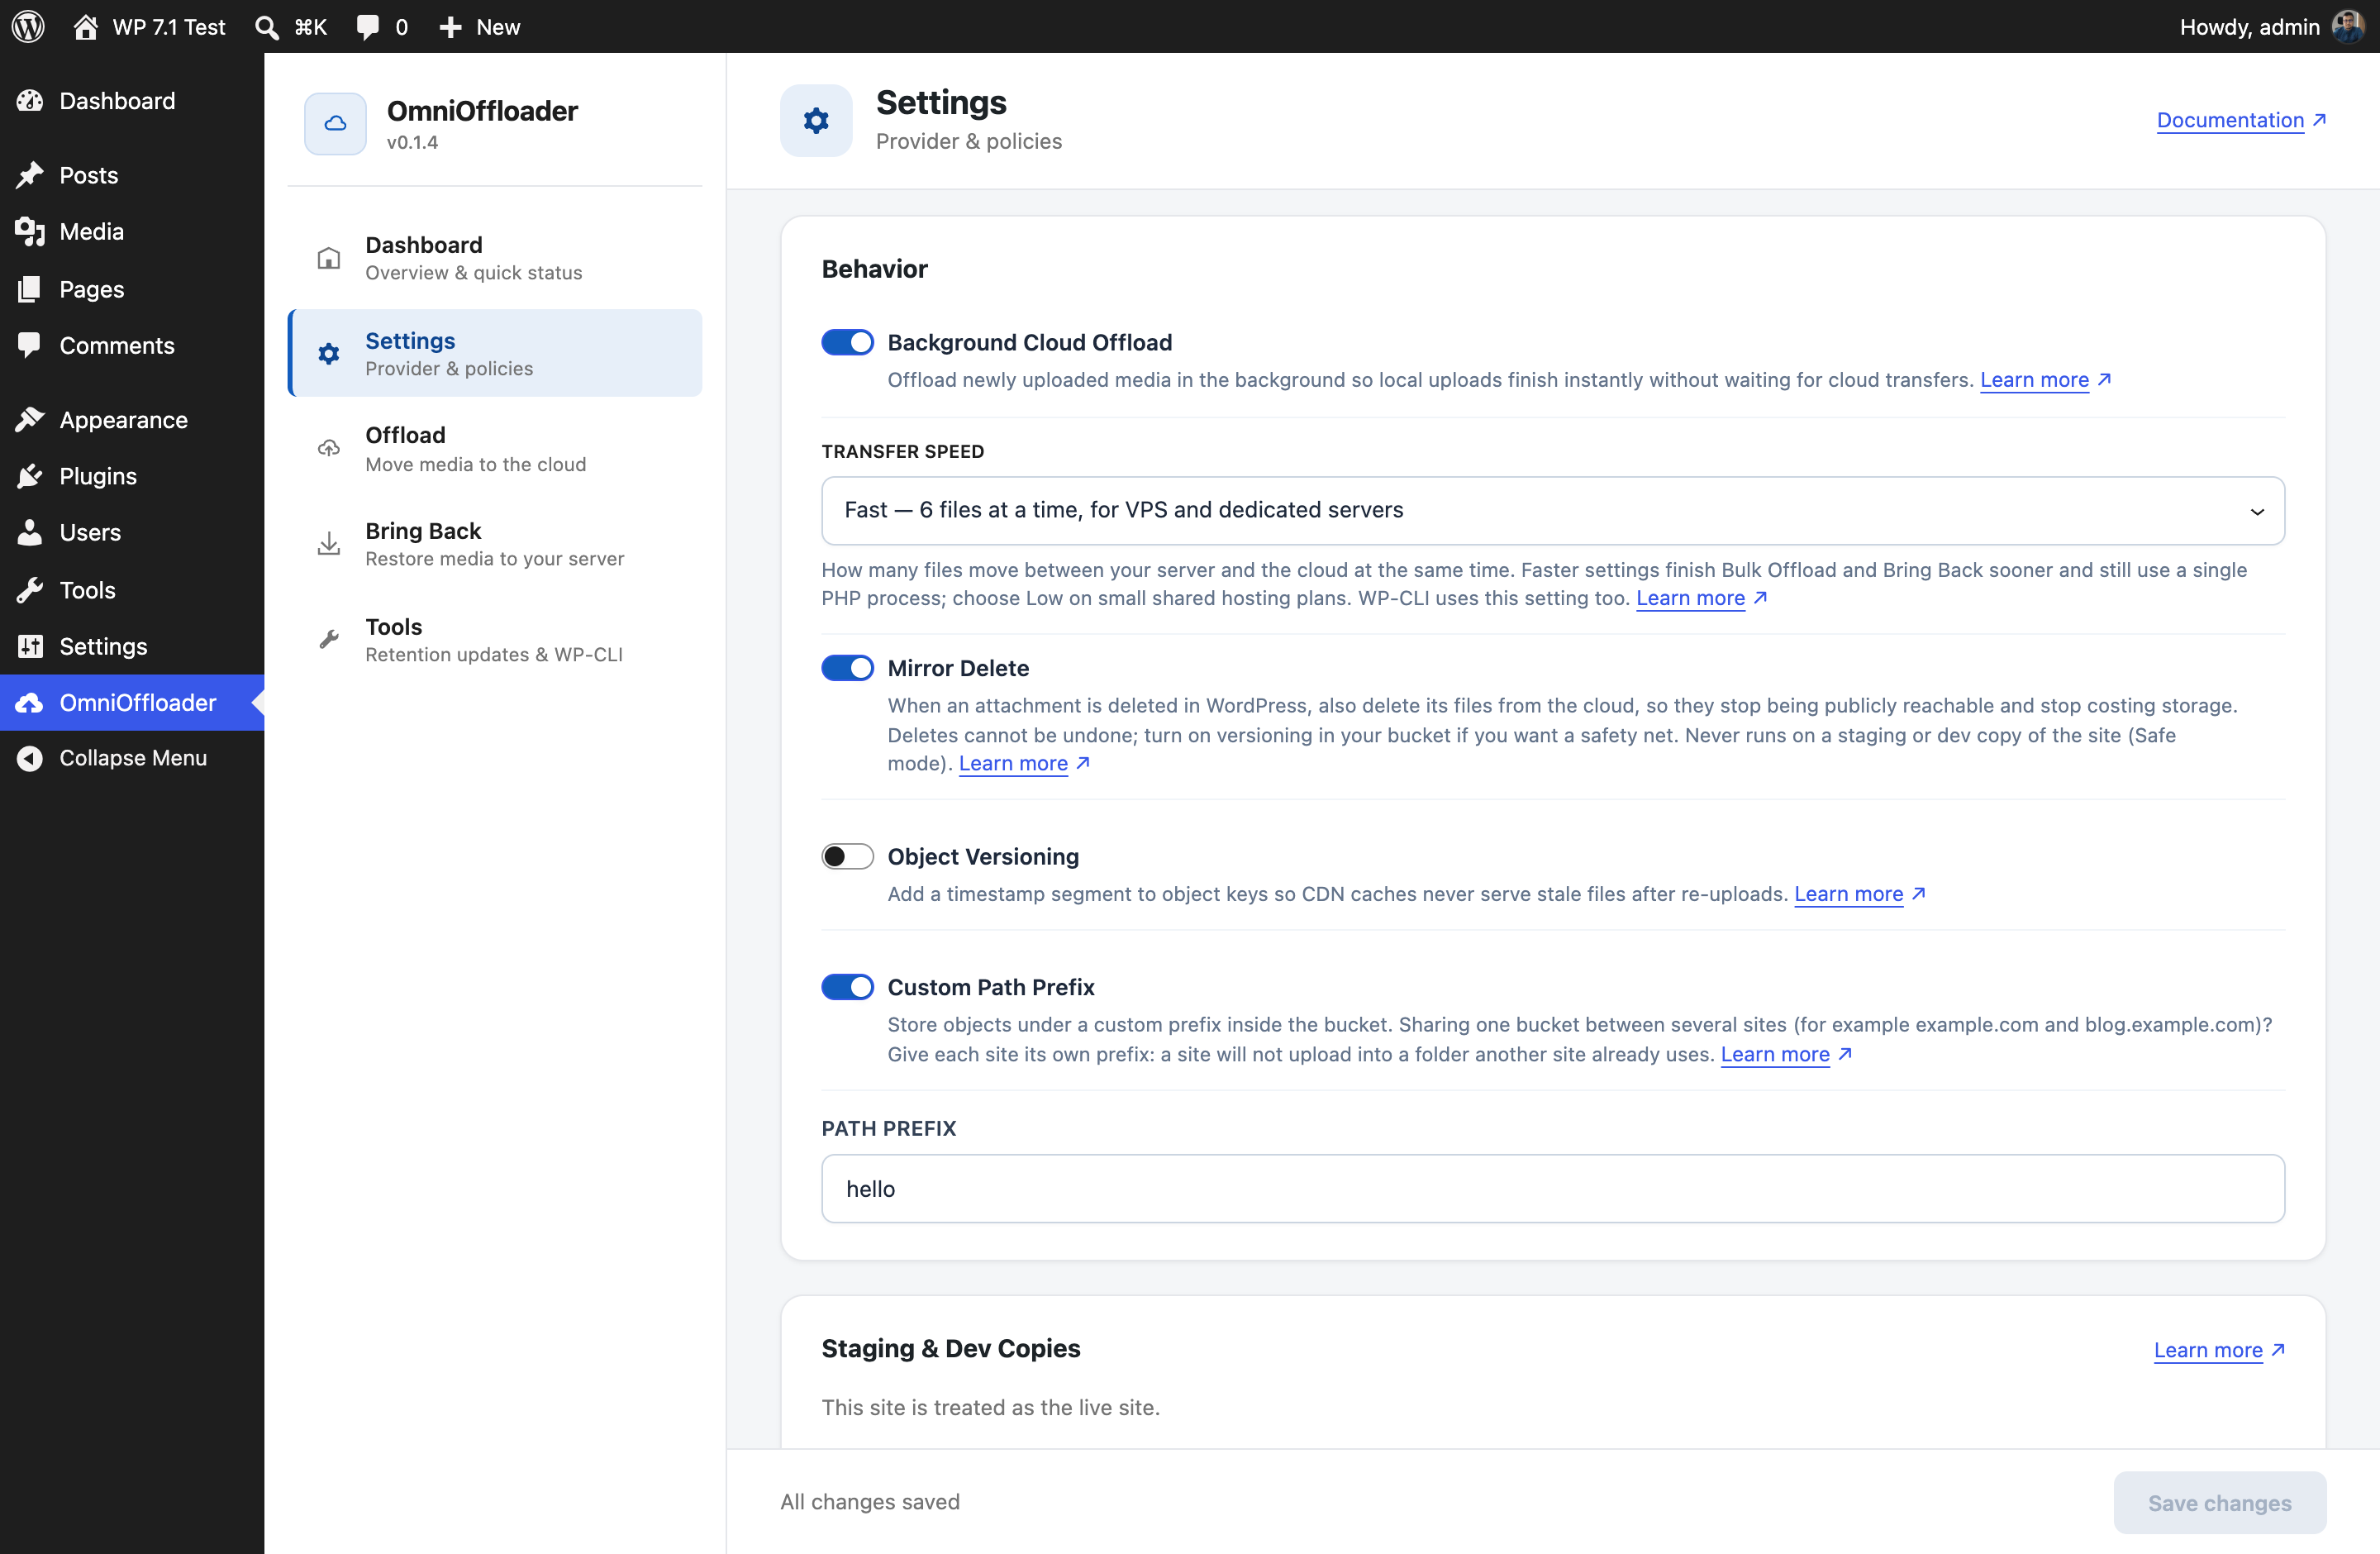 WP 7.1 Test
⌘K
0
New
Howdy, admin
Dashboard
Posts
Media
Pages
Comments
Appearance
Plugins
Users
Tools
Settings
OmniOffloader
Collapse Menu
OmniOffloader
v0.1.4
Dashboard
Overview & quick status
Settings
Provider & policies
Offload
Move media to the cloud
Bring Back
Restore media to your server
Tools
Retention updates & WP-CLI
Settings
Provider & policies
Documentation ↗
Behavior
Background Cloud Offload
Offload newly uploaded media in the background so local uploads finish instantly without waiting for cloud transfers. Learn more ↗
TRANSFER SPEED
Fast — 6 files at a time, for VPS and dedicated servers
How many files move between your server and the cloud at the same time. Faster settings finish Bulk Offload and Bring Back sooner and still use a single
PHP process; choose Low on small shared hosting plans. WP-CLI uses this setting too. Learn more ↗
Mirror Delete
When an attachment is deleted in WordPress, also delete its files from the cloud, so they stop being publicly reachable and stop costing storage.
Deletes cannot be undone; turn on versioning in your bucket if you want a safety net. Never runs on a staging or dev copy of the site (Safe
mode). Learn more ↗
Object Versioning
Add a timestamp segment to object keys so CDN caches never serve stale files after re-uploads. Learn more ↗
Custom Path Prefix
Store objects under a custom prefix inside the bucket. Sharing one bucket between several sites (for example example.com and blog.example.com)?
Give each site its own prefix: a site will not upload into a folder another site already uses. Learn more ↗
PATH PREFIX
hello
Staging & Dev Copies
Learn more ↗
This site is treated as the live site.
All changes saved
Save changes